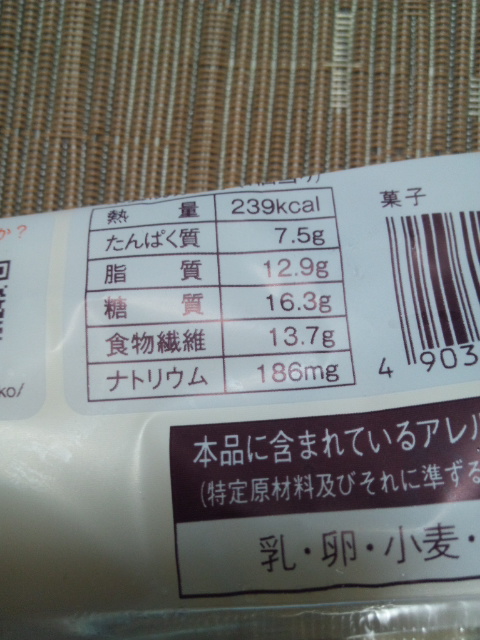 菓子
熱量 239kcal
たんぱく質 7.5g
脂質 12.9g
糖質 16.3g
食物繊維 13.7g
ナトリウム 186mg
か?
ko/
4 903
本品に含まれているアレル
(特定原材料及びそれに準ずる
乳・卵・小麦・